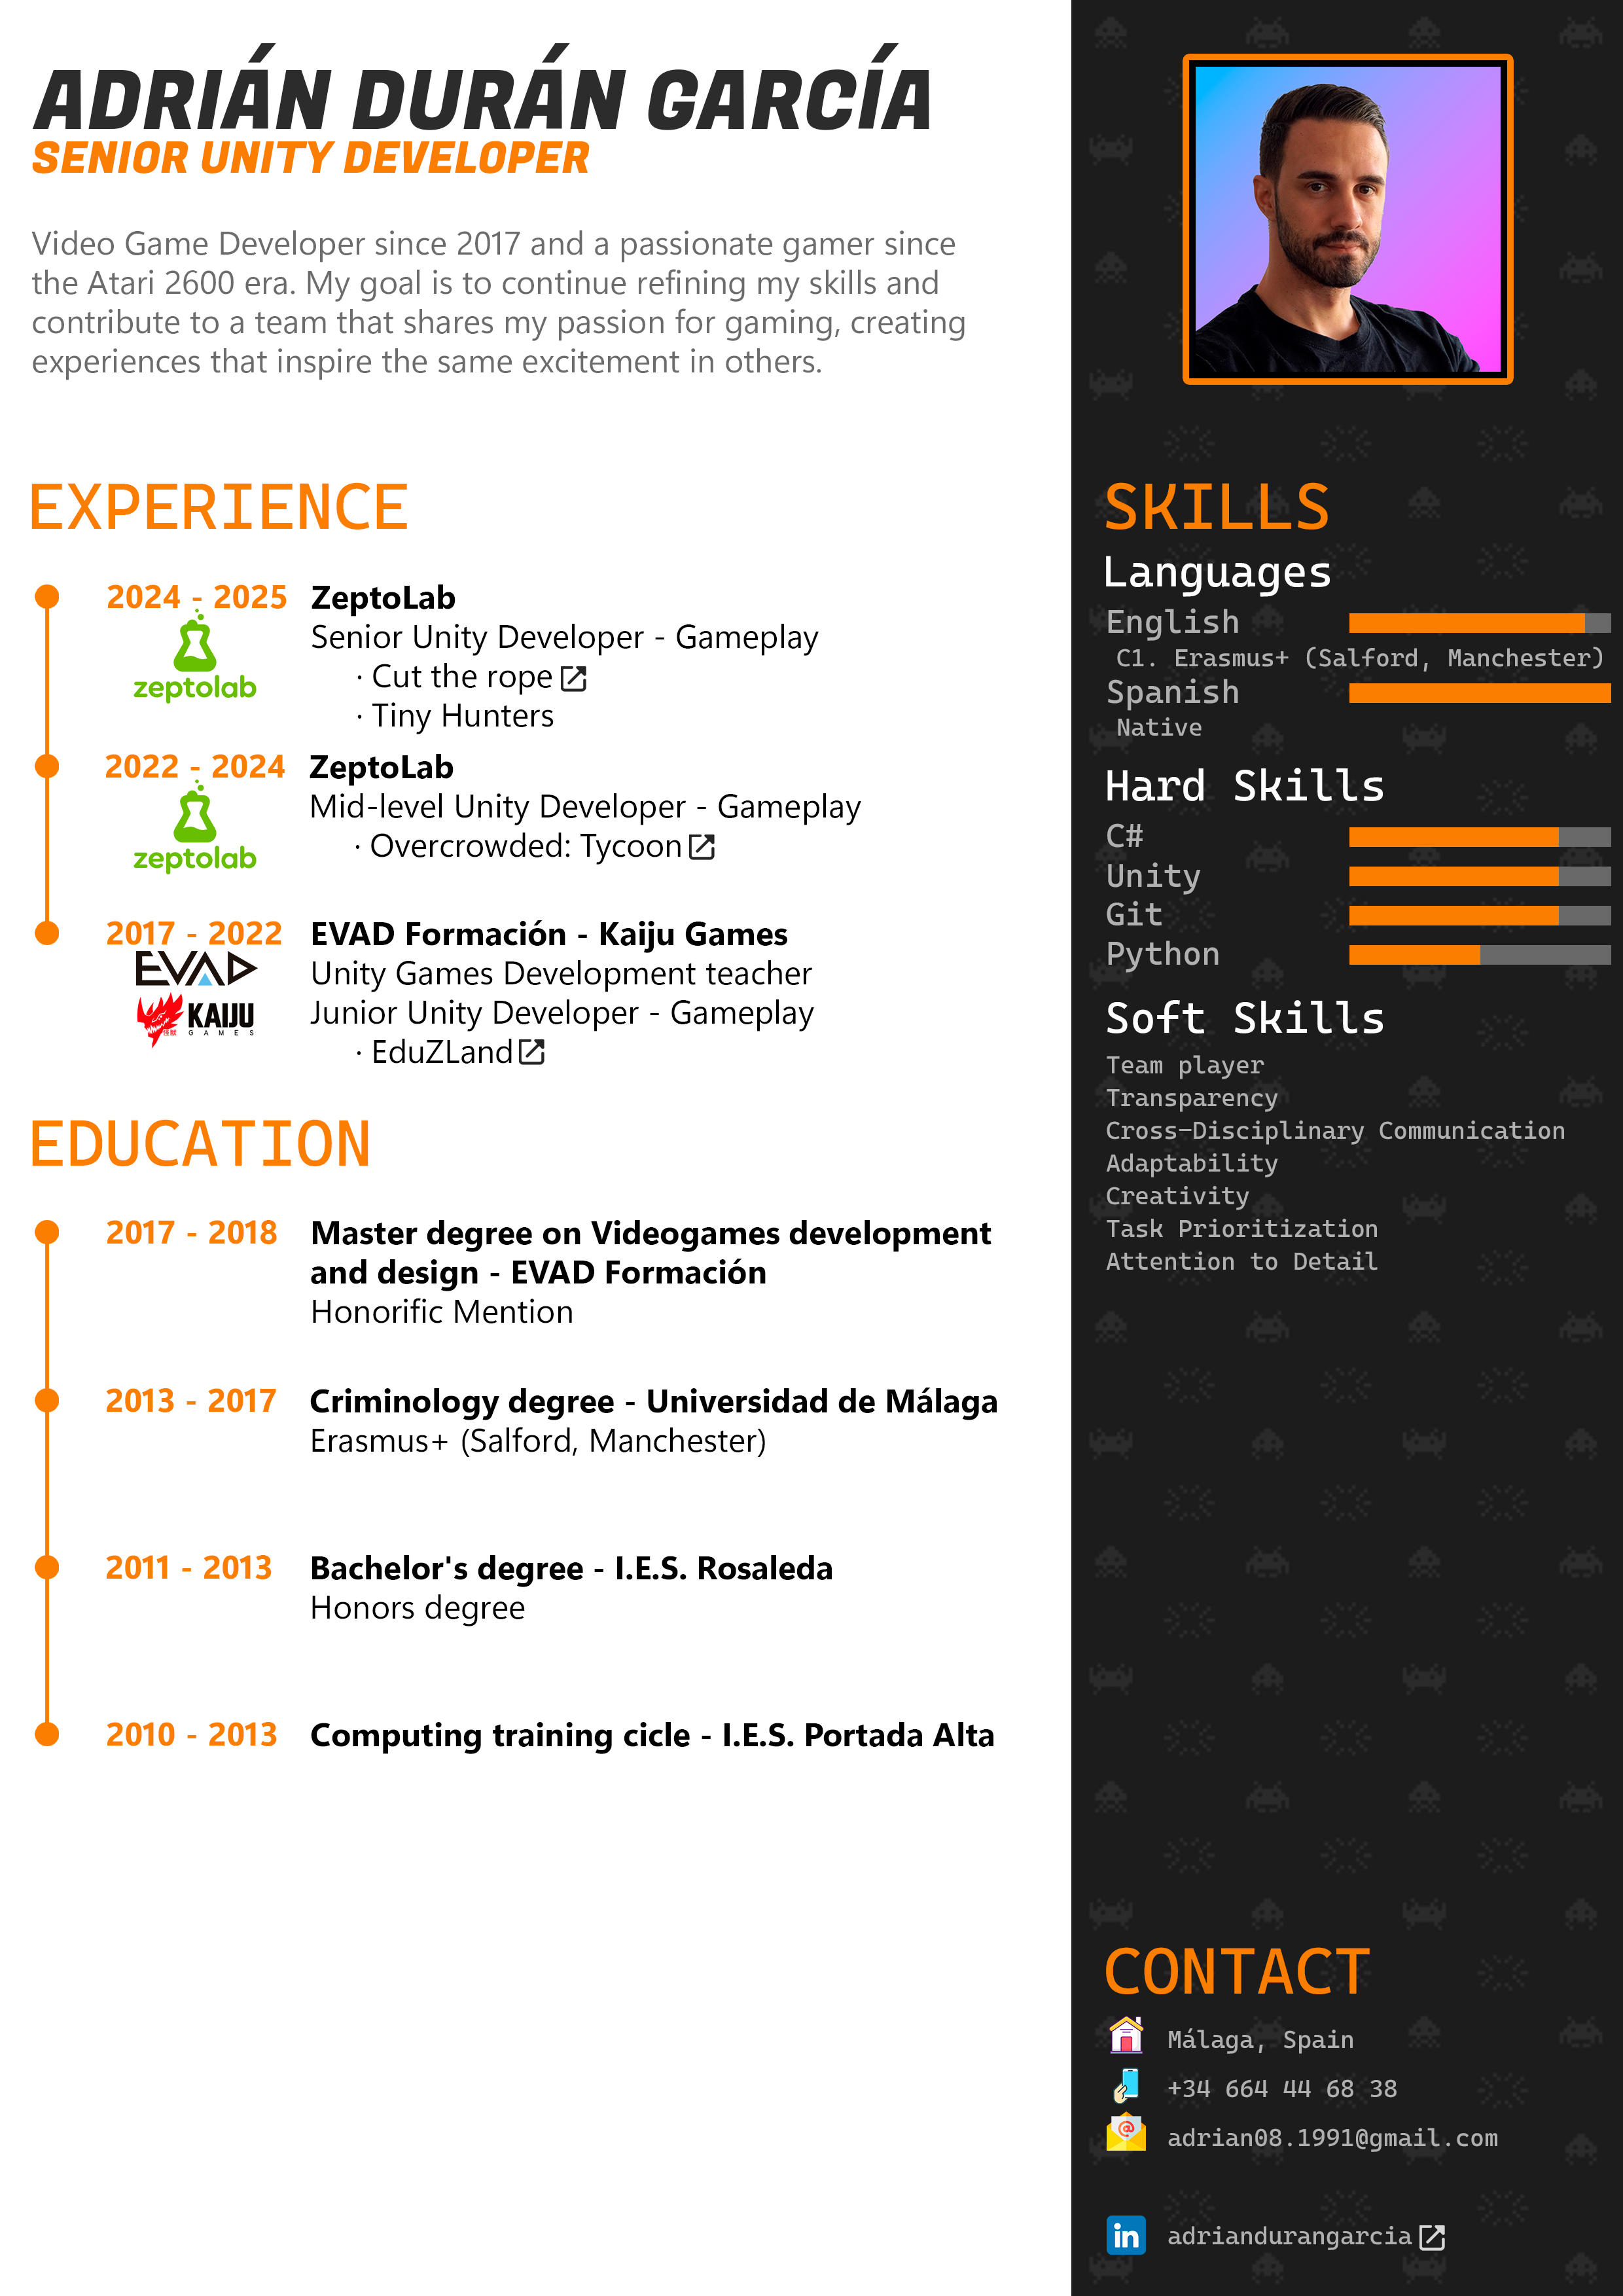 ADRIÁN DURÁN GARCÍA
SENIOR UNITY DEVELOPER
Video Game Developer since 2017 and a passionate gamer since
the Atari 2600 era. My goal is to continue refining my skills and
contribute to a team that shares my passion for gaming, creating
experiences that inspire the same excitement in others.
EXPERIENCE
2024 - 2025
zeptolab
ZeptoLab
Senior Unity Developer - Gameplay
· Cut the rope
· Tiny Hunters
2022 - 2024
zeptolab
ZeptoLab
Mid-level Unity Developer - Gameplay
· Overcrowded: Tycoon
2017 - 2022
EVAD
KAIJU
GAMES
EVAD Formación - Kaiju Games
Unity Games Development teacher
Junior Unity Developer - Gameplay
· EduZLand
EDUCATION
2017 - 2018
Master degree on Videogames development
and design - EVAD Formación
Honorific Mention
2013 - 2017
Criminology degree - Universidad de Málaga
Erasmus+ (Salford, Manchester)
2011 - 2013
Bachelor's degree - I.E.S. Rosaleda
Honors degree
2010 - 2013
Computing training cicle - I.E.S. Portada Alta
SKILLS
Languages
English
C1. Erasmus+ (Salford, Manchester)
Spanish
Native
Hard Skills
C#
Unity
Git
Python
Soft Skills
Team player
Transparency
Cross-Disciplinary Communication
Adaptability
Creativity
Task Prioritization
Attention to Detail
CONTACT
Málaga, Spain
+34 664 44 68 38
@
adrian08.1991@gmail.com
in
adriandurangarcia